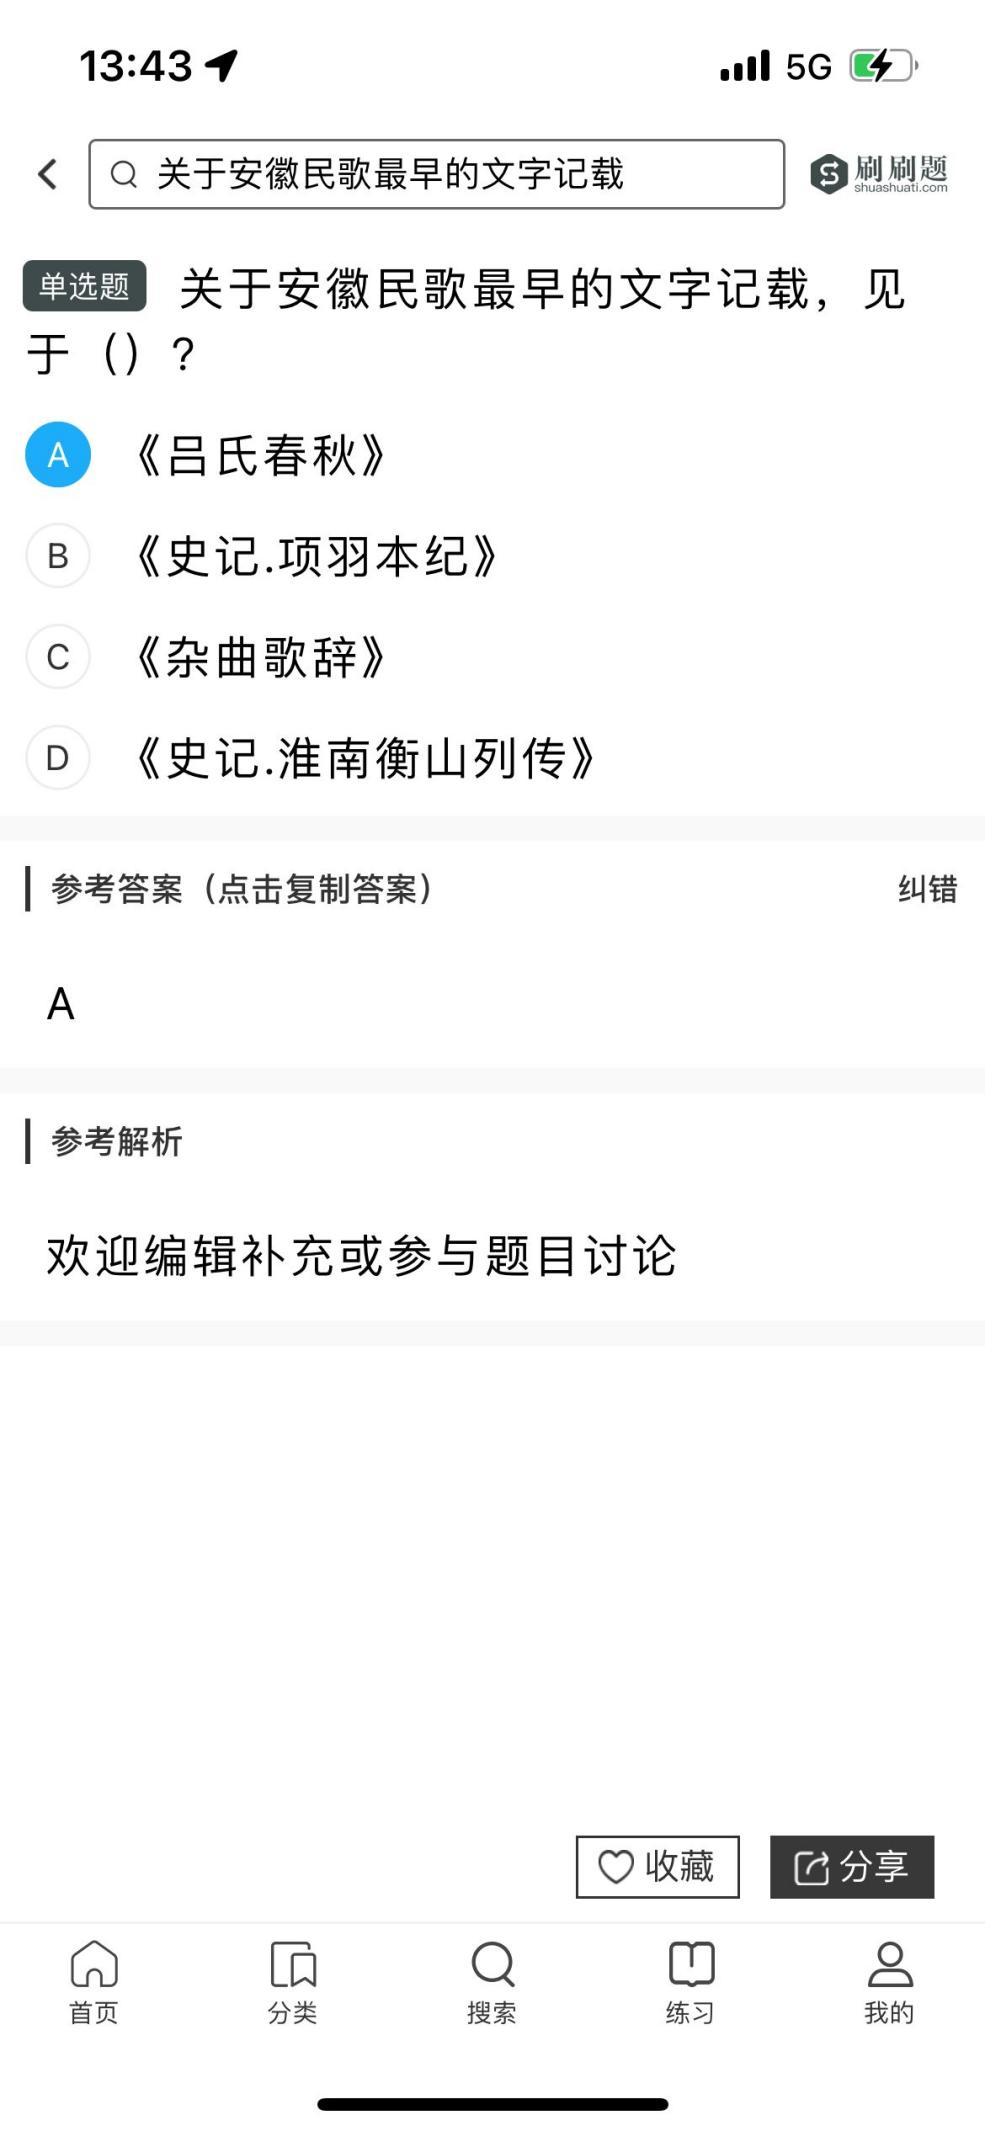 13:43 5G
关于安徽民歌最早的文字记载 刷刷题
shuashuati.com
单选题 关于安徽民歌最早的文字记载，见
于（）？
A 《吕氏春秋》
B 《史记.项羽本纪》
C 《杂曲歌辞》
D 《史记.淮南衡山列传》
参考答案（点击复制答案） 纠错
A
参考解析
欢迎编辑补充或参与题目讨论
收藏 分享
首页 分类 搜索 练习 我的